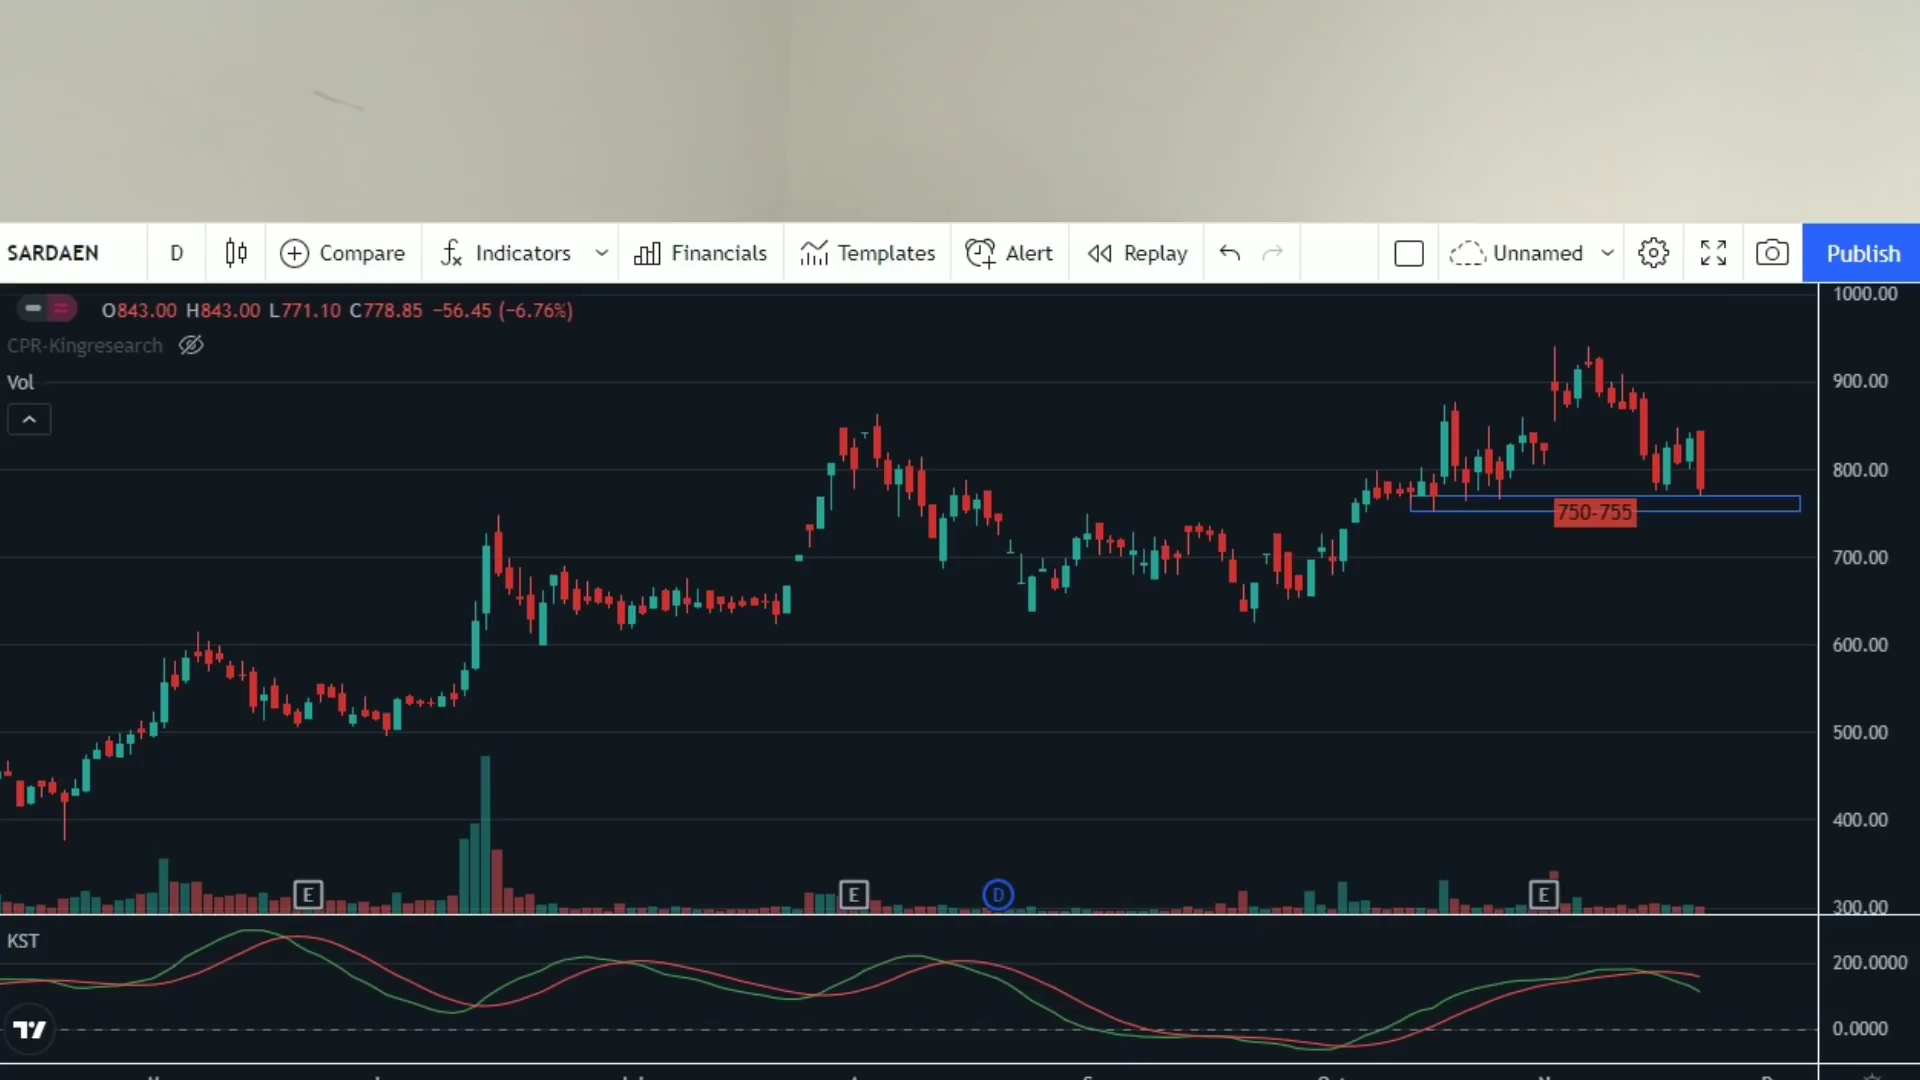 SARDAEN D Compare Indicators Financials Templates Alert Replay Unnamed Publish
O843.00 H843.00 L771.10 C778.85 −56.45 (−6.76%)
CPR-Kingresearch
Vol
1000.00
900.00
800.00
750-755
700.00
600.00
500.00
400.00
E E D E
300.00
KST
200.0000
0.0000